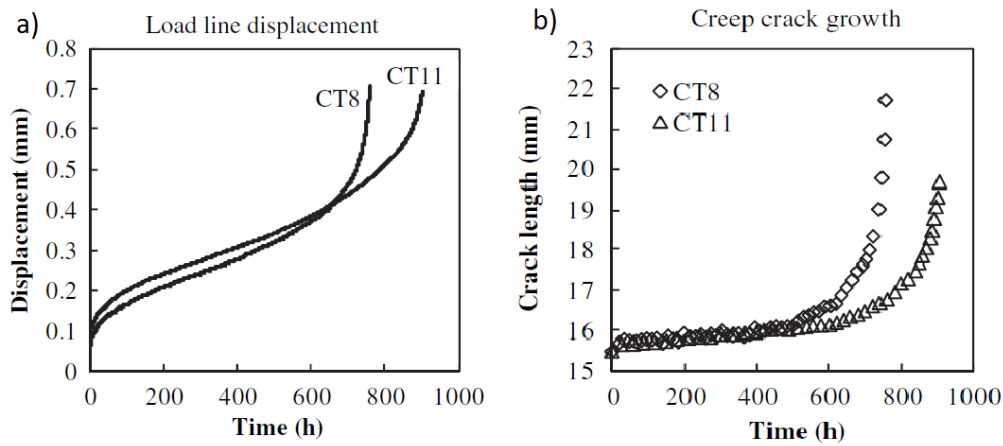 a)
Load line displacement
0.8
0.7
0.6
0.5
0.4
0.3
0.2
0.1
0
Displacement (mm)
CT8
CT11
0 200 400 600 800 1000
Time (h)
b)
Creep crack growth
23
22
21
20
19
18
17
16
15
Crack length (mm)
CT8
CT11
0 200 400 600 800 1000
Time (h)